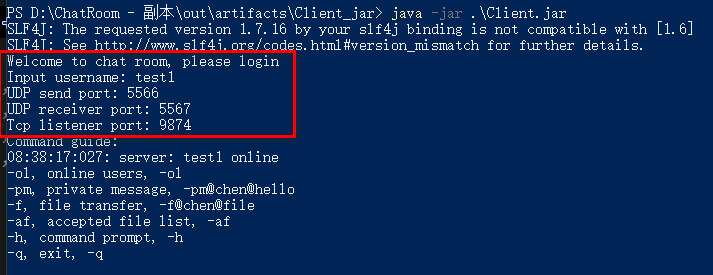 PS D:\ChatRoom - 副本\out\artifacts\Client_jar> java -jar .\Client.jar
SLF4J: The requested version 1.7.16 by your slf4j binding is not compatible with [1.6]
SLF4J: See http://www.slf4j.org/codes.html#version_mismatch for further details.
Welcome to chat room, please login
Input username: test1
UDP send port: 5566
UDP receiver port: 5567
Tcp listener port: 9874
Command guide:
08:38:17:027: server: test1 online
-ol, online users, -ol
-pm, private message, -pm@chen@hello
-f, file transfer, -f@chen@file
-af, accepted file list, -af
-h, command prompt, -h
-q, exit, -q